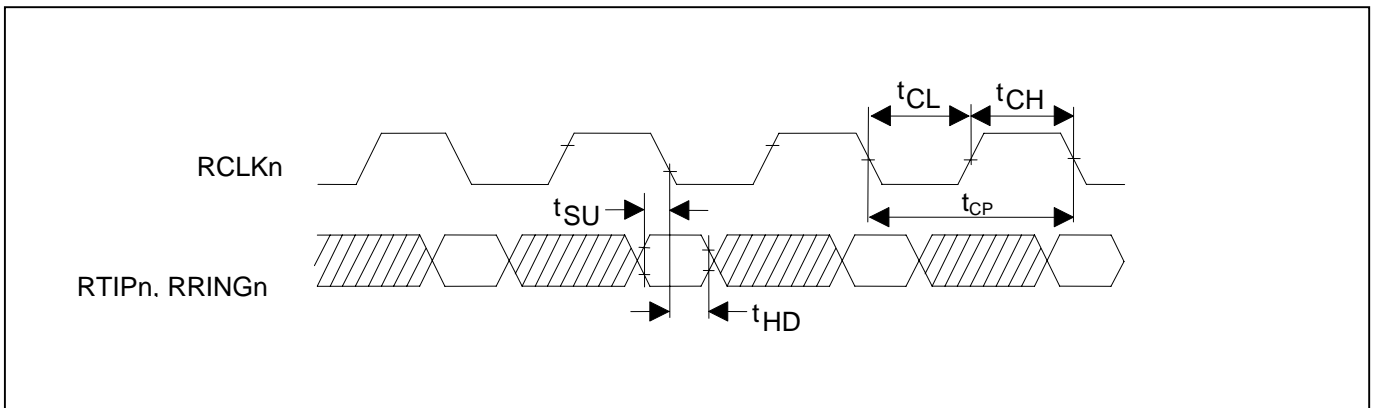 tCL
tCH
RCLKn
tSU
tCP
RTIPn, RRINGn
tHD